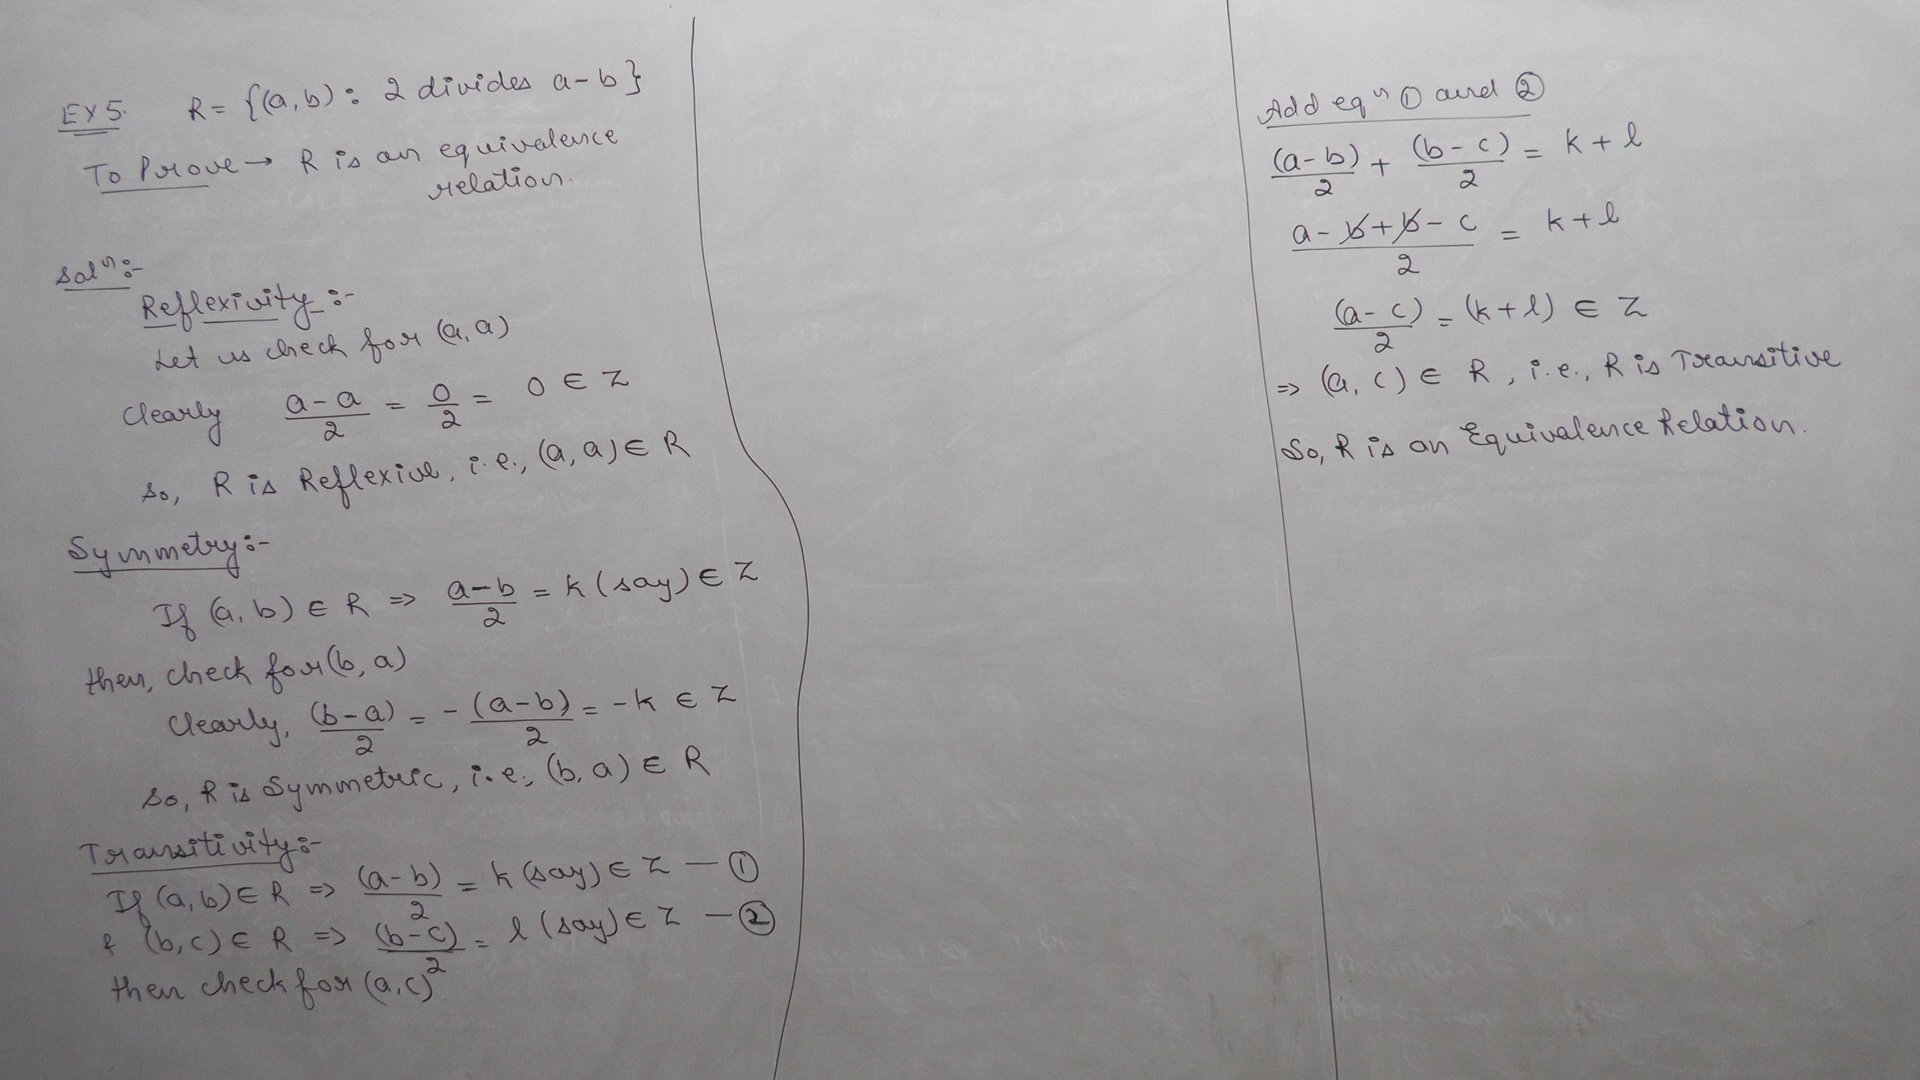 EX 5. R = {(a, b) : 2 divides a-b}
To Prove → R is an equivalence
relation.
Solⁿ:-
Reflexivity:-
Let us check for (a, a)
Clearly (a-a)/2 = 0/2 = 0 ∈ Z
So, R is Reflexive, i.e., (a, a) ∈ R
Symmetry:-
If (a, b) ∈ R ⇒ (a-b)/2 = k (say) ∈ Z
then, check for (b, a)
Clearly, (b-a)/2 = -(a-b)/2 = -k ∈ Z
So, R is Symmetric, i.e., (b, a) ∈ R
Transitivity:-
If (a, b) ∈ R ⇒ (a-b)/2 = k (say) ∈ Z — ①
& (b, c) ∈ R ⇒ (b-c)/2 = l (say) ∈ Z — ②
then check for (a, c)
Add eqⁿ ① and ②
(a-b)/2 + (b-c)/2 = k + l
(a-b+b-c)/2 = k + l
(a-c)/2 = (k+l) ∈ Z
⇒ (a, c) ∈ R, i.e., R is Transitive
So, R is an Equivalence Relation.